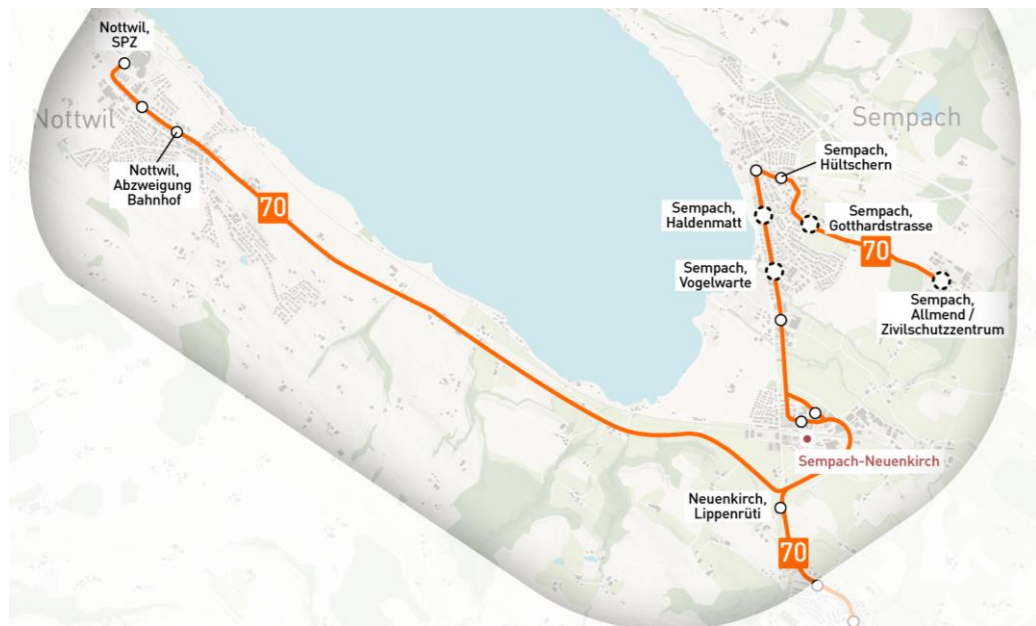 Nottwil,
SPZ
Nottwil
Nottwil,
Abzweigung
Bahnhof
70
Sempach
Sempach,
Hültschern
Sempach,
Haldenmatt
Sempach,
Gotthardstrasse
70
Sempach,
Vogelwarte
Sempach,
Allmend /
Zivilschutzzentrum
Sempach-Neuenkirch
Neuenkirch,
Lippenrüti
70